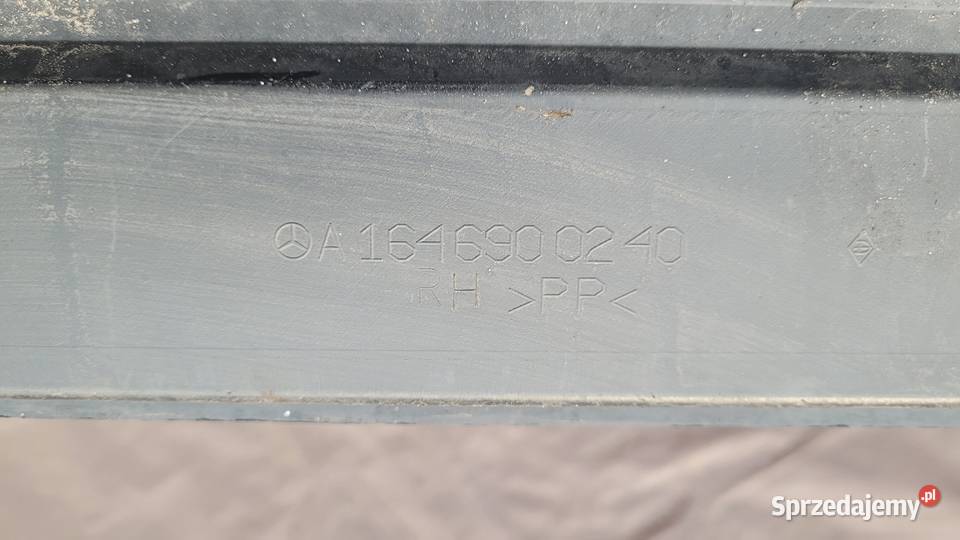 A 164 690 02 40
RH >PP<
Sprzedajemy.pl